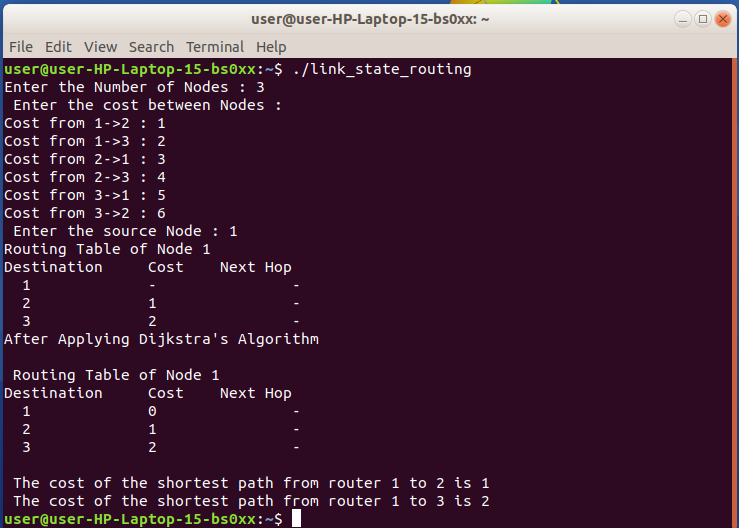 user@user-HP-Laptop-15-bs0xx: ~
File Edit View Search Terminal Help
user@user-HP-Laptop-15-bs0xx:~$ ./link_state_routing
Enter the Number of Nodes : 3
 Enter the cost between Nodes :
Cost from 1->2 : 1
Cost from 1->3 : 2
Cost from 2->1 : 3
Cost from 2->3 : 4
Cost from 3->1 : 5
Cost from 3->2 : 6
 Enter the source Node : 1
Routing Table of Node 1
Destination     Cost    Next Hop
  1             -               -
  2             1               -
  3             2               -
After Applying Dijkstra's Algorithm
 Routing Table of Node 1
Destination     Cost    Next Hop
  1             0               -
  2             1               -
  3             2               -
 The cost of the shortest path from router 1 to 2 is 1
 The cost of the shortest path from router 1 to 3 is 2
user@user-HP-Laptop-15-bs0xx:~$